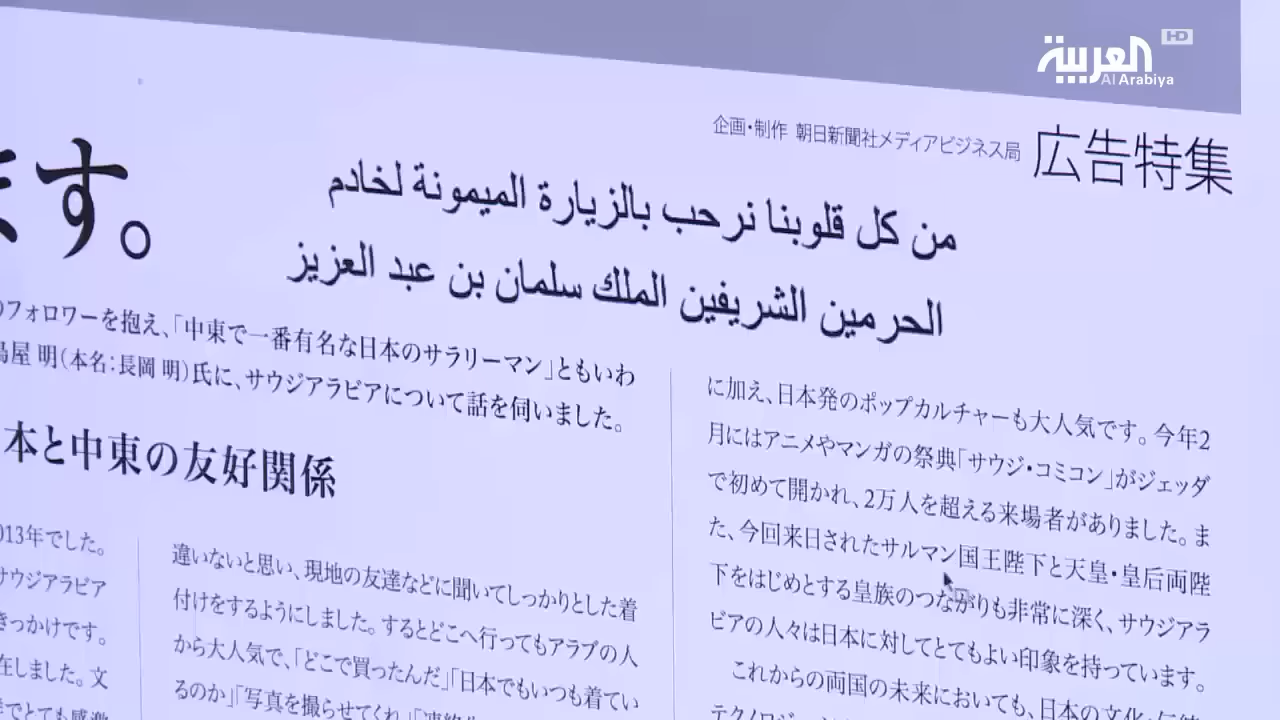 العربية HD
Al Arabiya
企画・制作 朝日新聞社メディアビジネス局 広告特集
ます。
من كل قلوبنا نرحب بالزيارة الميمونة لخادم
الحرمين الشريفين الملك سلمان بن عبد العزيز
のフォロワーを抱え、「中東で一番有名な日本のサラリーマン」ともいわ
屋 明(本名:長岡 明)氏に、サウジアラビアについて話を伺いました。
本と中東の友好関係
013年でした。
サウジアラビア
きっかけです。
在しました。文
でとても感激
違いないと思い、現地の友達などに聞いてしっかりとした着
付けをするようにしました。するとどこへ行ってもアラブの人
から大人気で、「どこで買ったんだ」「日本でもいつも着てい
るのか」「写真を撮らせてくれ」
に加え、日本発のポップカルチャーも大人気です。今年2
月にはアニメやマンガの祭典「サウジ・コミコン」がジェッダ
で初めて開かれ、2万人を超える来場者がありました。ま
た、今回来日されたサルマン国王陛下と天皇・皇后両陛
下をはじめとする皇族のつながりも非常に深く、サウジアラ
ビアの人々は日本に対してとてもよい印象を持っています。
これからの両国の未来においても、日本の文化・伝統
テクノロジー